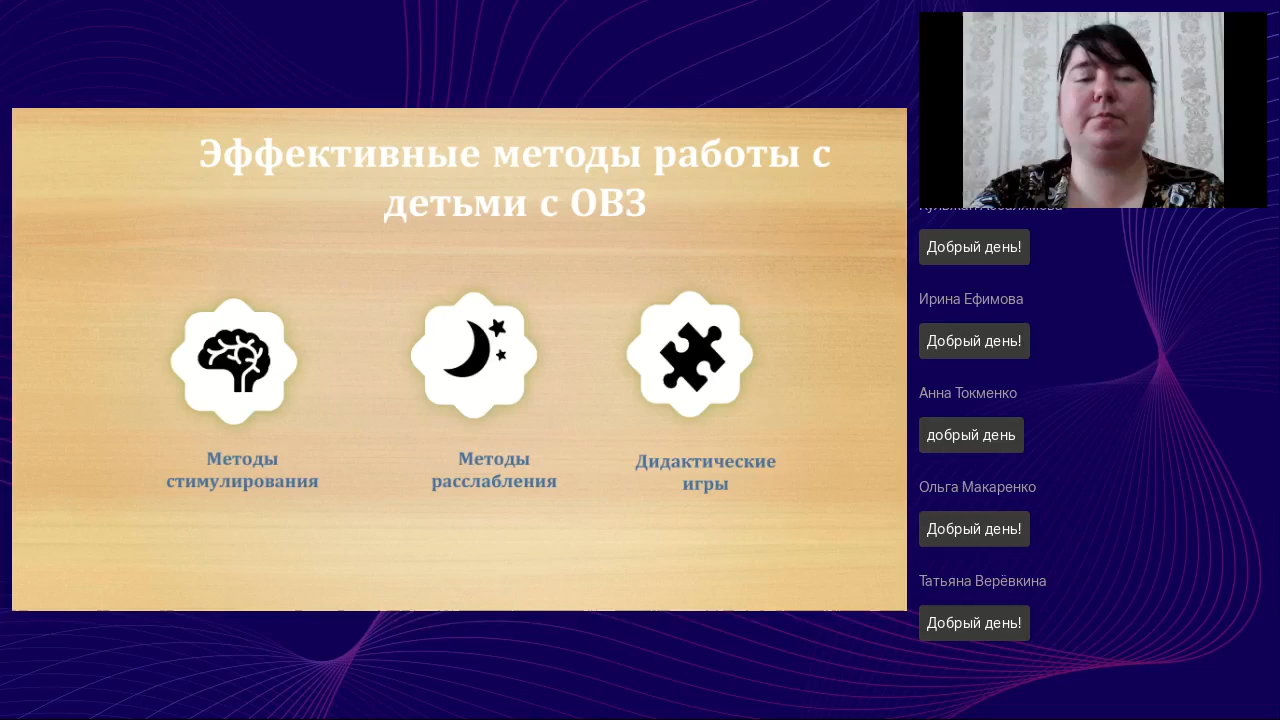 Эффективные методы работы с
детьми с ОВЗ
Методы
стимулирования
Методы
расслабления
Дидактические
игры
Добрый день!
Ирина Ефимова
Добрый день!
Анна Токменко
добрый день
Ольга Макаренко
Добрый день!
Татьяна Верёвкина
Добрый день!